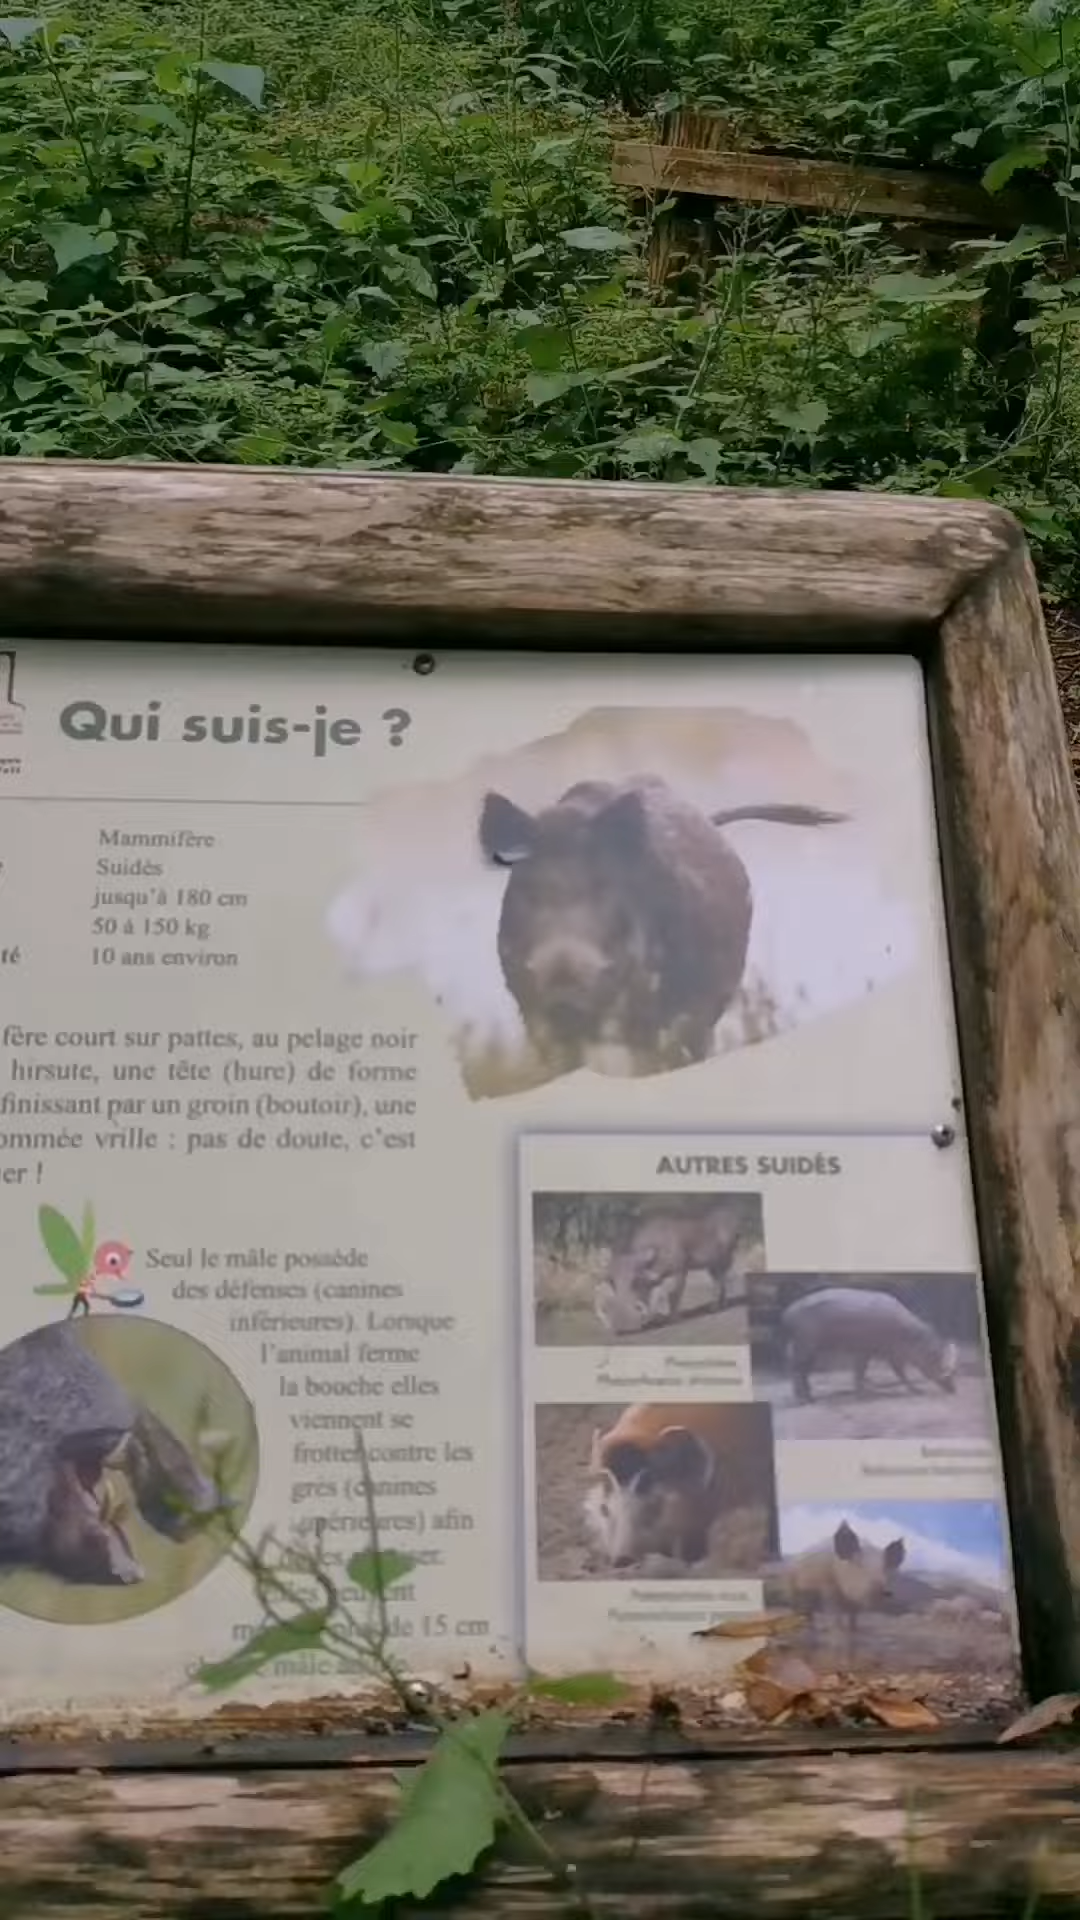 Qui suis-je ?
Mammifère
Suidés
jusqu'à 180 cm
50 à 150 kg
té 10 ans environ
fère court sur pattes, au pelage noir
hirsute, une tête (hure) de forme
finissant par un groin (boutoir), une
ommée vrille : pas de doute, c'est
er !
Seul le mâle possède
des défenses (canines
inférieures). Lorsque
l'animal ferme
la bouche elles
viennent se
frotter contre les
grès (canines
supérieures) afin
de 15 cm
mâle
AUTRES SUIDÉS